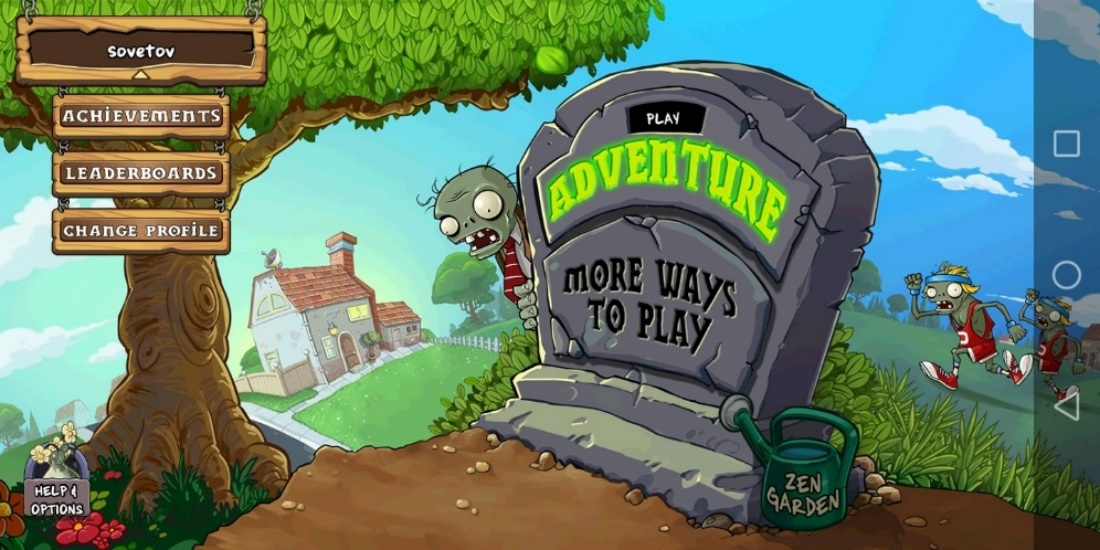 Sovetov
ACHIEVEMENTS
LEADERBOARDS
CHANGE PROFILE
PLAY
ADVENTURE
MORE WAYS
TO PLAY
HELP &
OPTIONS
ZEN
GARDEN